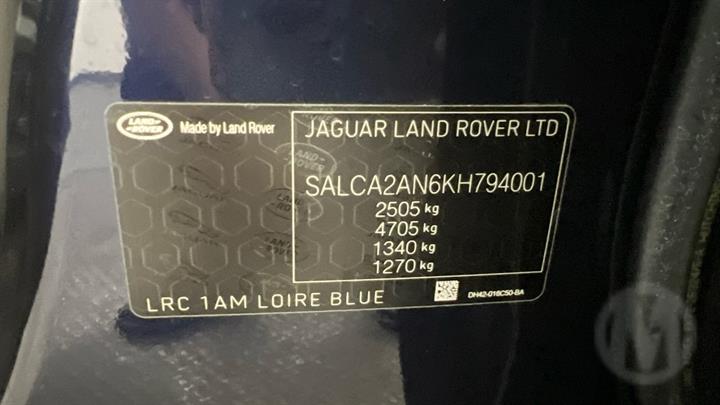 LAND ROVER
Made by Land Rover
JAGUAR LAND ROVER LTD
SALCA2AN6KH794001
2505 kg
4705 kg
1340 kg
1270 kg
LRC 1AM LOIRE BLUE
DH42-018C50-BA
M